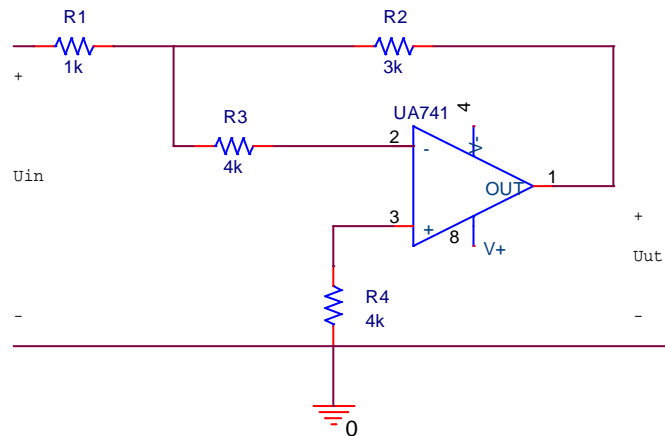 R1
R2
1k
3k
+
R3
UA741
4
2
-
V-
4k
Uin
OUT
1
3
+
8
V+
+
Uut
R4
4k
-
-
0